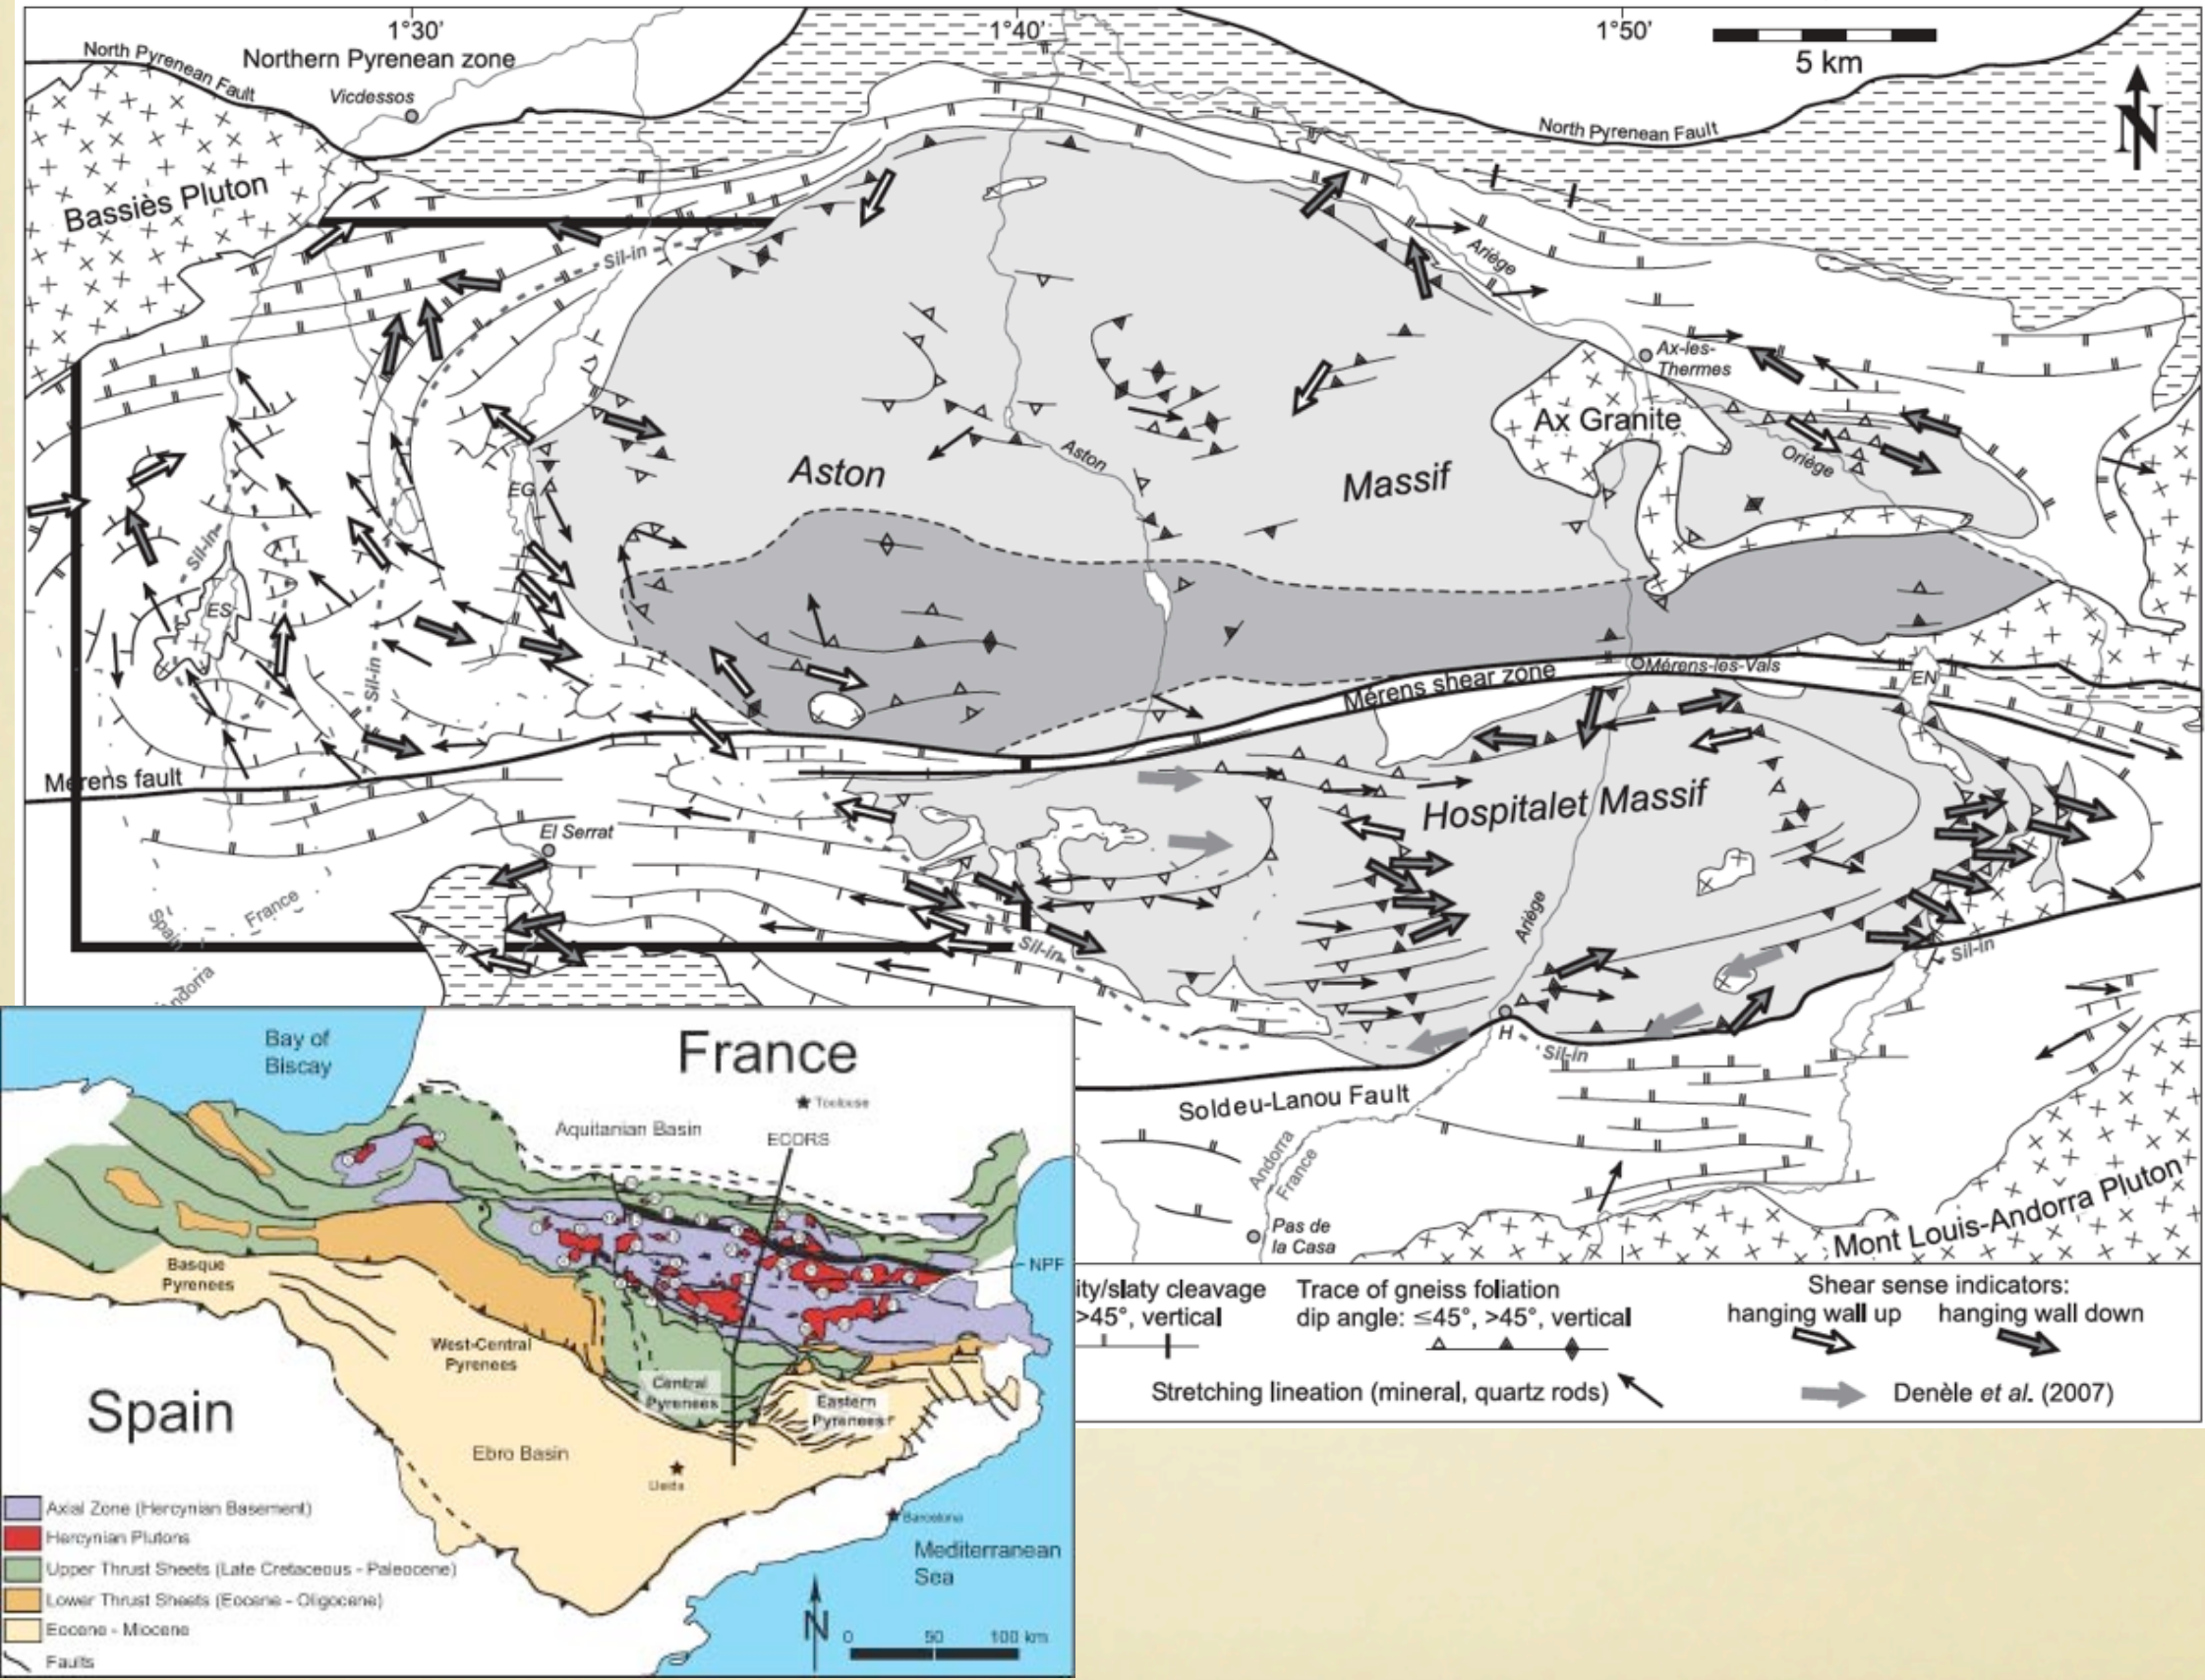 1°30'
1°40'
1°50'
5 km
N
North Pyrenean Fault
Northern Pyrenean zone
Vicdessos
North Pyrenean Fault
Bassiès Pluton
Sil-in
Ariège
Ax-les-
Thermes
Ax Granite
Oriège
Aston
Aston
Massif
EG
Sil-in
ES
Sil-in
Mérens-les-Vals
Mérens shear zone
EN
Mérens fault
Hospitalet Massif
El Serrat
Spain
France
Andorra
Ariège
Sil-in
Sil-in
H
Sil-in
Soldeu-Lanou Fault
Andorra
France
Pas de
la Casa
Mont Louis-Andorra Pluton
ity/slaty cleavage
>45°, vertical
Trace of gneiss foliation
dip angle: ≤45°, >45°, vertical
Shear sense indicators:
hanging wall up
hanging wall down
Stretching lineation (mineral, quartz rods)
Denèle et al. (2007)
Bay of
Biscay
France
Toulouse
Aquitanian Basin
ECORS
NPF
Basque
Pyrenees
West-Central
Pyrenees
Central
Pyrenees
Eastern
Pyrenees
Spain
Ebro Basin
Lleida
Barcelona
Mediterranean
Sea
Axial Zone (Hercynian Basement)
Hercynian Plutons
Upper Thrust Sheets (Late Cretaceous - Paleocene)
Lower Thrust Sheets (Eocene - Oligocene)
Eocene - Miocene
Faults
N
0 50 100 km